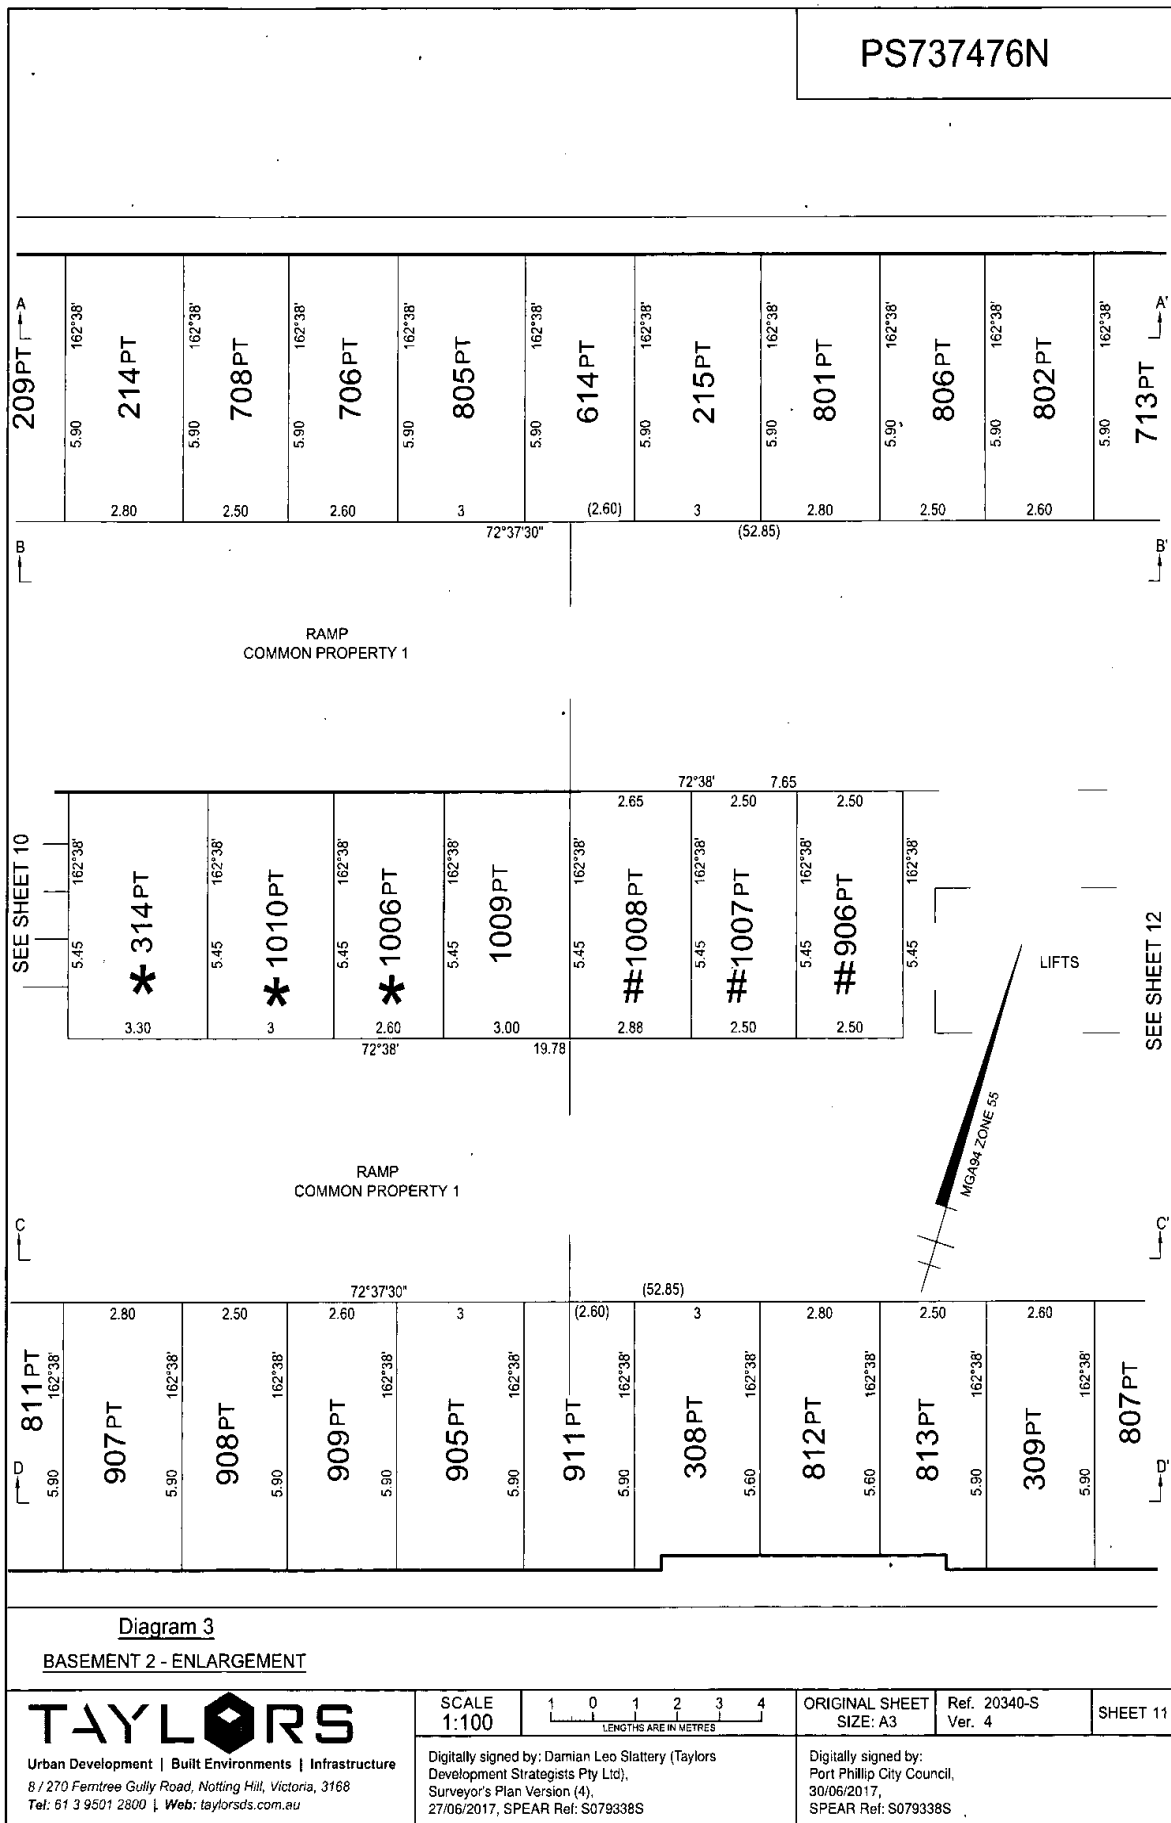 PS737476N
A
A'
209PT
162°38'
5.90
214PT
162°38'
5.90
708PT
162°38'
5.90
706PT
162°38'
5.90
805PT
162°38'
5.90
614PT
162°38'
5.90
215PT
162°38'
5.90
801PT
162°38'
5.90
806PT
162°38'
5.90
802PT
162°38'
5.90
713PT
2.80
2.50
2.60
3
(2.60)
3
2.80
2.50
2.60
72°37'30"
(52.85)
B
B'
RAMP
COMMON PROPERTY 1
72°38'
7.65
2.65
2.50
2.50
SEE SHEET 10
162°38'
5.45
* 314PT
162°38'
5.45
* 1010PT
162°38'
5.45
* 1006PT
162°38'
5.45
1009PT
162°38'
5.45
#1008PT
162°38'
5.45
#1007PT
162°38'
5.45
#906PT
162°38'
5.45
LIFTS
SEE SHEET 12
3.30
3
2.60
3.00
2.88
2.50
2.50
72°38'
19.78
MGA94 ZONE 55
RAMP
COMMON PROPERTY 1
C
C'
72°37'30"
(52.85)
2.80
2.50
2.60
3
(2.60)
3
2.80
2.50
2.60
811PT
162°38'
5.90
907PT
162°38'
5.90
908PT
162°38'
5.90
909PT
162°38'
5.90
905PT
162°38'
5.90
911PT
162°38'
5.90
308PT
162°38'
5.60
812PT
162°38'
5.60
813PT
162°38'
5.90
309PT
162°38'
5.90
807PT
D
D'
Diagram 3
BASEMENT 2 - ENLARGEMENT
TAYLORS
Urban Development | Built Environments | Infrastructure
8 / 270 Ferntree Gully Road, Notting Hill, Victoria, 3168
Tel: 61 3 9501 2800 | Web: taylorsds.com.au
SCALE
1:100
1 0 1 2 3 4
LENGTHS ARE IN METRES
ORIGINAL SHEET
SIZE: A3
Ref. 20340-S
Ver. 4
SHEET 11
Digitally signed by: Damian Leo Slattery (Taylors
Development Strategists Pty Ltd),
Surveyor's Plan Version (4),
27/06/2017, SPEAR Ref: S079338S
Digitally signed by:
Port Phillip City Council,
30/06/2017,
SPEAR Ref: S079338S